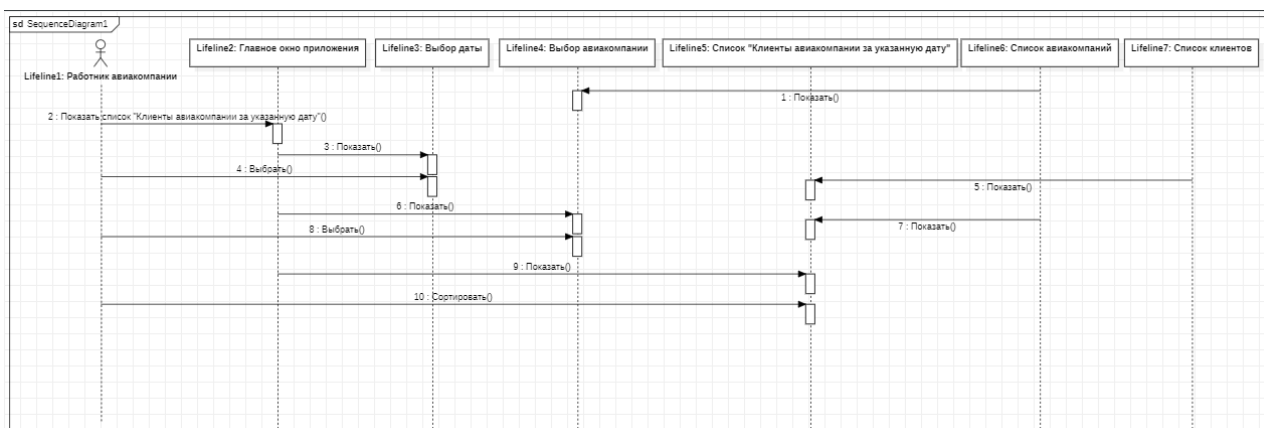 sd SequenceDiagram1
Lifeline1: Работник авиакомпании
Lifeline2: Главное окно приложения
Lifeline3: Выбор даты
Lifeline4: Выбор авиакомпании
Lifeline5: Список "Клиенты авиакомпании за указанную дату"
Lifeline6: Список авиакомпаний
Lifeline7: Список клиентов
1 : Показать()
2 : Показать список "Клиенты авиакомпании за указанную дату"()
3 : Показать()
4 : Выбрать()
5 : Показать()
6 : Показать()
7 : Показать()
8 : Выбрать()
9 : Показать()
10 : Сортировать()